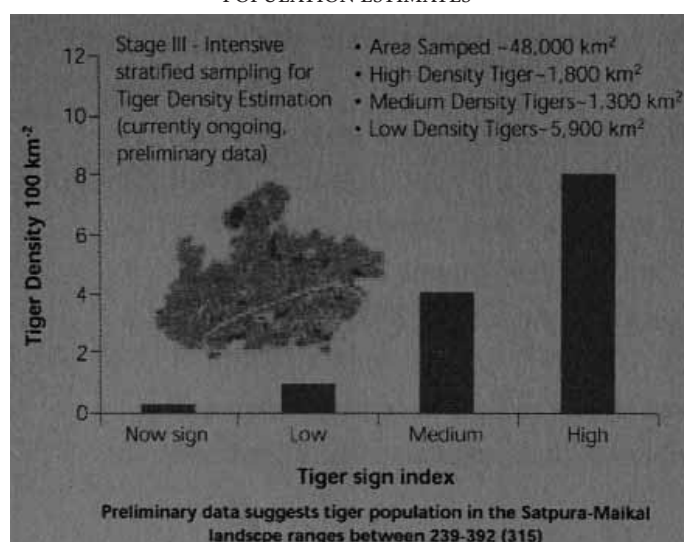 POPULATION ESTIMATES
Stage III - Intensive
stratified sampling for
Tiger Density Estimation
(currently ongoing,
preliminary data)
• Area Samped ~48,000 km²
• High Density Tiger~1,800 km²
• Medium Density Tigers~1,300 km²
• Low Density Tigers~5,900 km²
Tiger Density 100 km⁻²
12
10
8
6
4
2
0
Now sign
Low
Medium
High
Tiger sign index
Preliminary data suggests tiger population in the Satpura-Maikal
landscpe ranges between 239-392 (315)